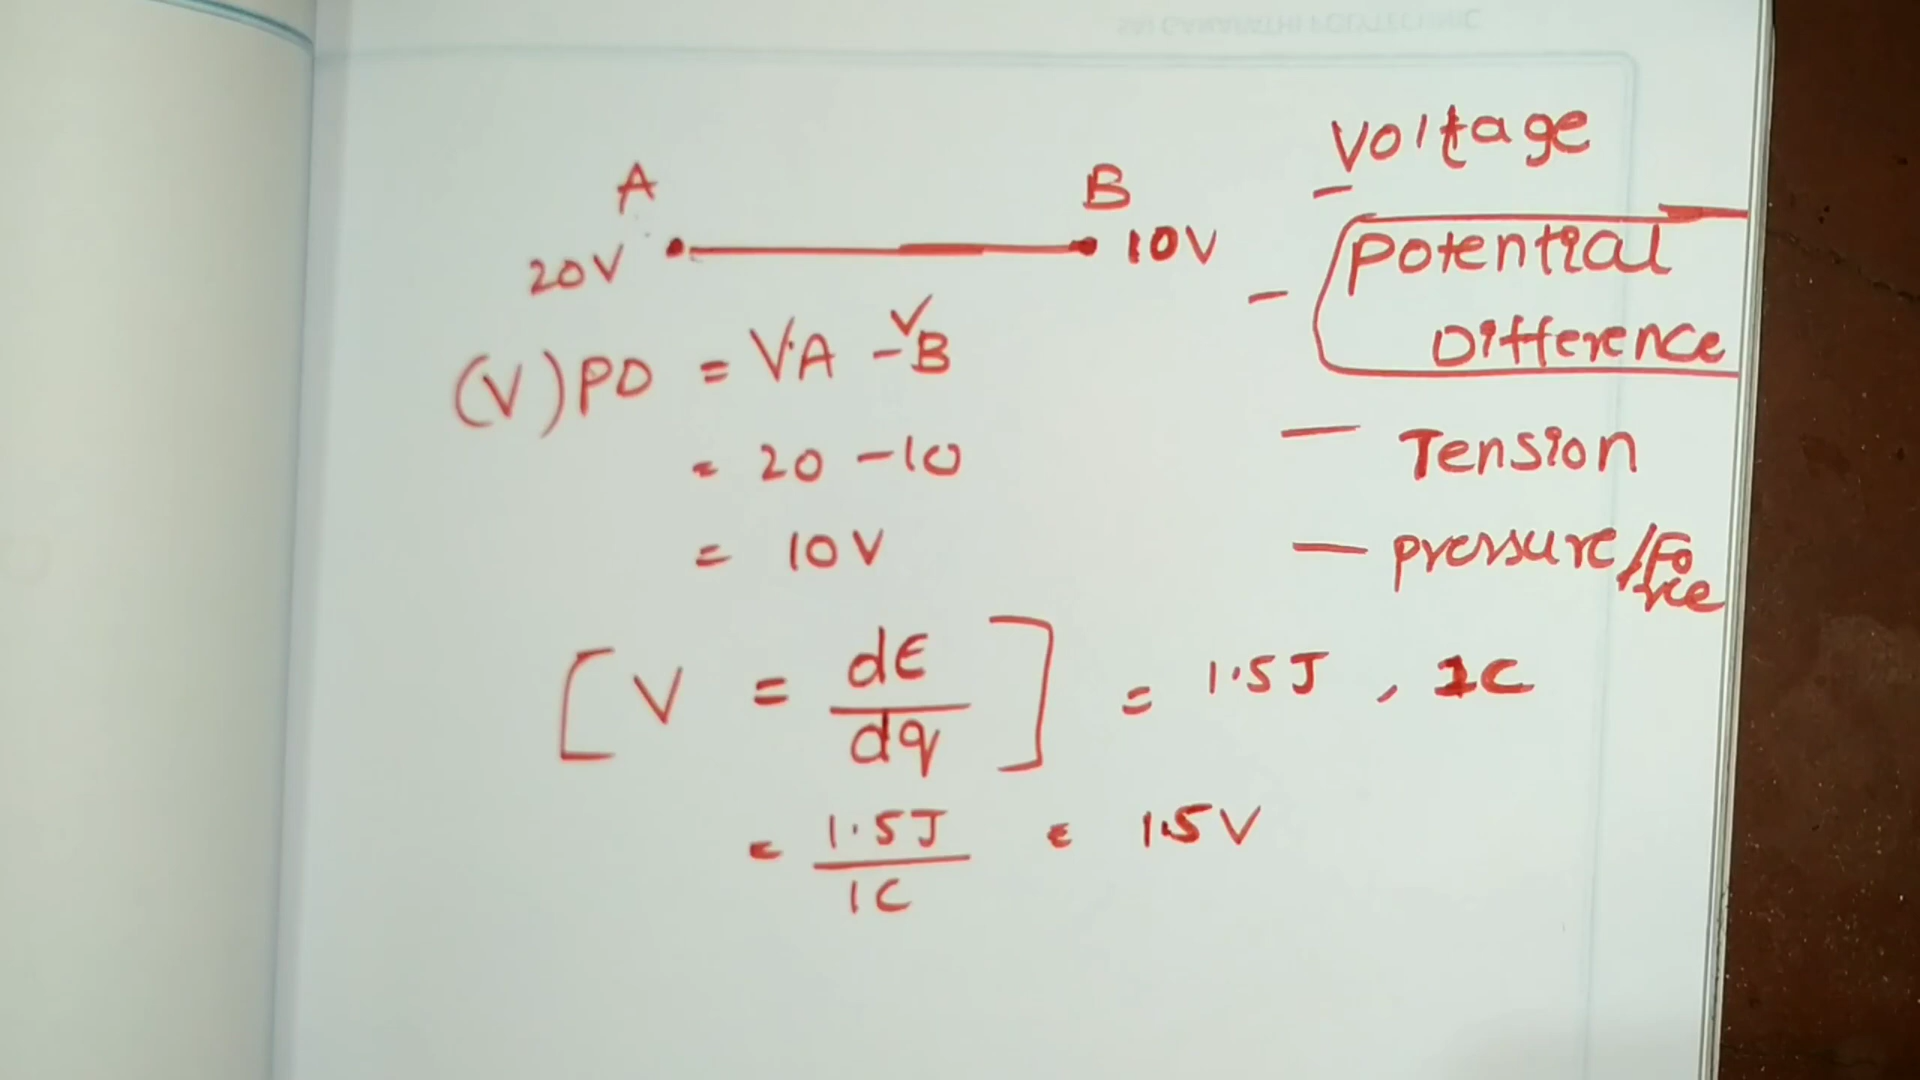 A B
20V 10V
(V) PD = VA - VB
= 20 - 10
= 10V
[V = dE/dq] = 1.5J , 1C
= 1.5J/1C = 1.5V
Voltage
- Potential
Difference
- Tension
- pressure/Force